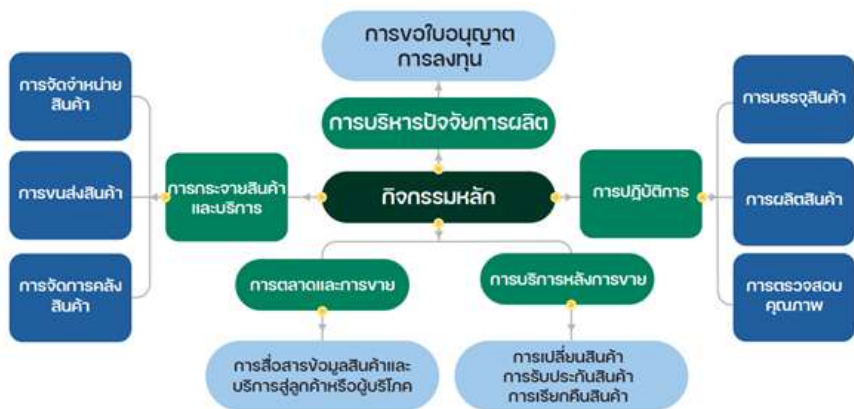 การขอใบอนุญาต
การลงทุน
การบริหารปัจจัยการผลิต
กิจกรรมหลัก
การกระจายสินค้า
และบริการ
การจัดจำหน่าย
สินค้า
การขนส่งสินค้า
การจัดการคลัง
สินค้า
การปฏิบัติการ
การบรรจุสินค้า
การผลิตสินค้า
การตรวจสอบ
คุณภาพ
การตลาดและการขาย
การสื่อสารข้อมูลสินค้าและ
บริการสู่ลูกค้าหรือผู้บริโภค
การบริการหลังการขาย
การเปลี่ยนสินค้า
การรับประกันสินค้า
การเรียกคืนสินค้า